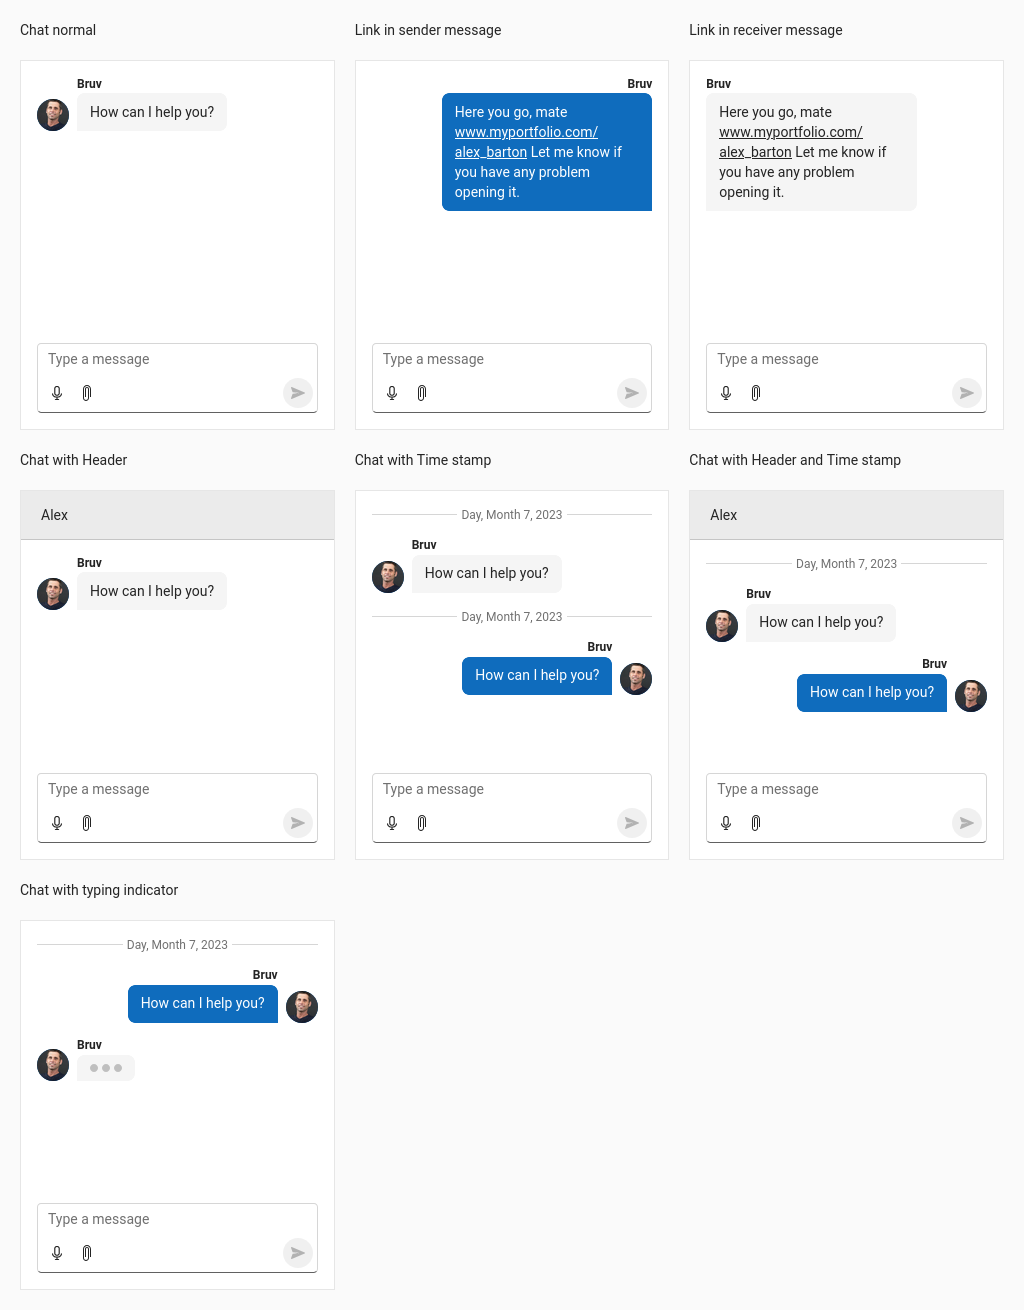 Chat normal
Bruv
How can I help you?
Type a message
Link in sender message
Bruv
Here you go, mate
www.myportfolio.com/
alex_barton Let me know if
you have any problem
opening it.
Type a message
Link in receiver message
Bruv
Here you go, mate
www.myportfolio.com/
alex_barton Let me know if
you have any problem
opening it.
Type a message
Chat with Header
Alex
Bruv
How can I help you?
Type a message
Chat with Time stamp
Day, Month 7, 2023
Bruv
How can I help you?
Day, Month 7, 2023
Bruv
How can I help you?
Type a message
Chat with Header and Time stamp
Alex
Day, Month 7, 2023
Bruv
How can I help you?
Bruv
How can I help you?
Type a message
Chat with typing indicator
Day, Month 7, 2023
Bruv
How can I help you?
Bruv
Type a message